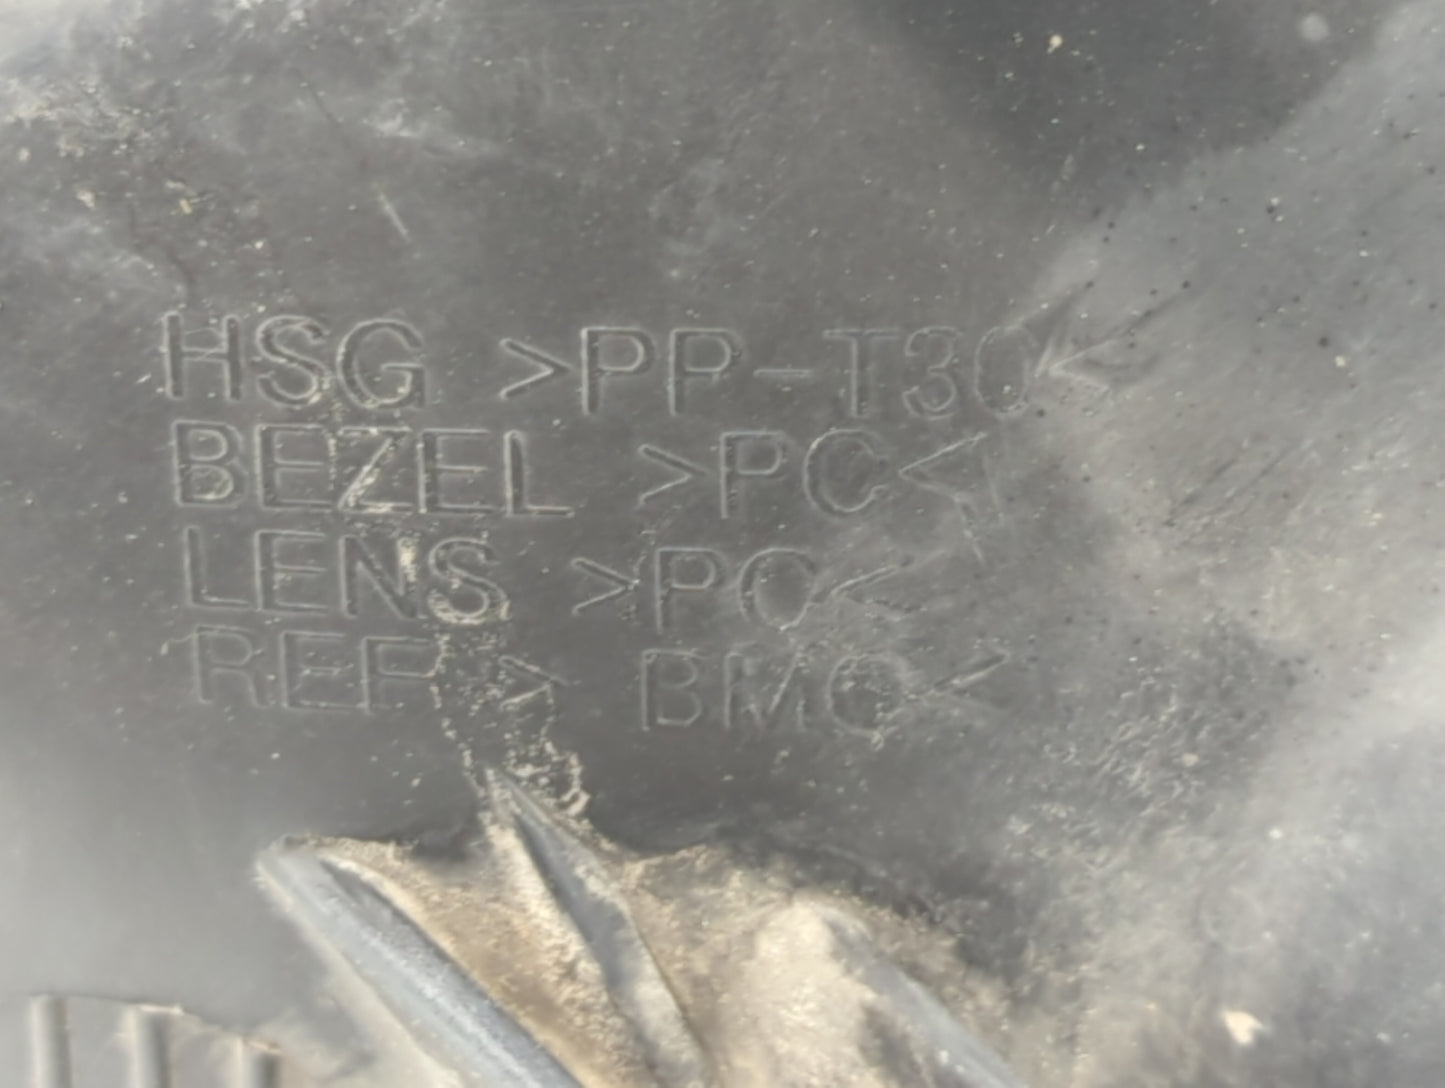 HSG >PP-T30<
BEZEL >PC<
LENS >PC<
REF > BMC<